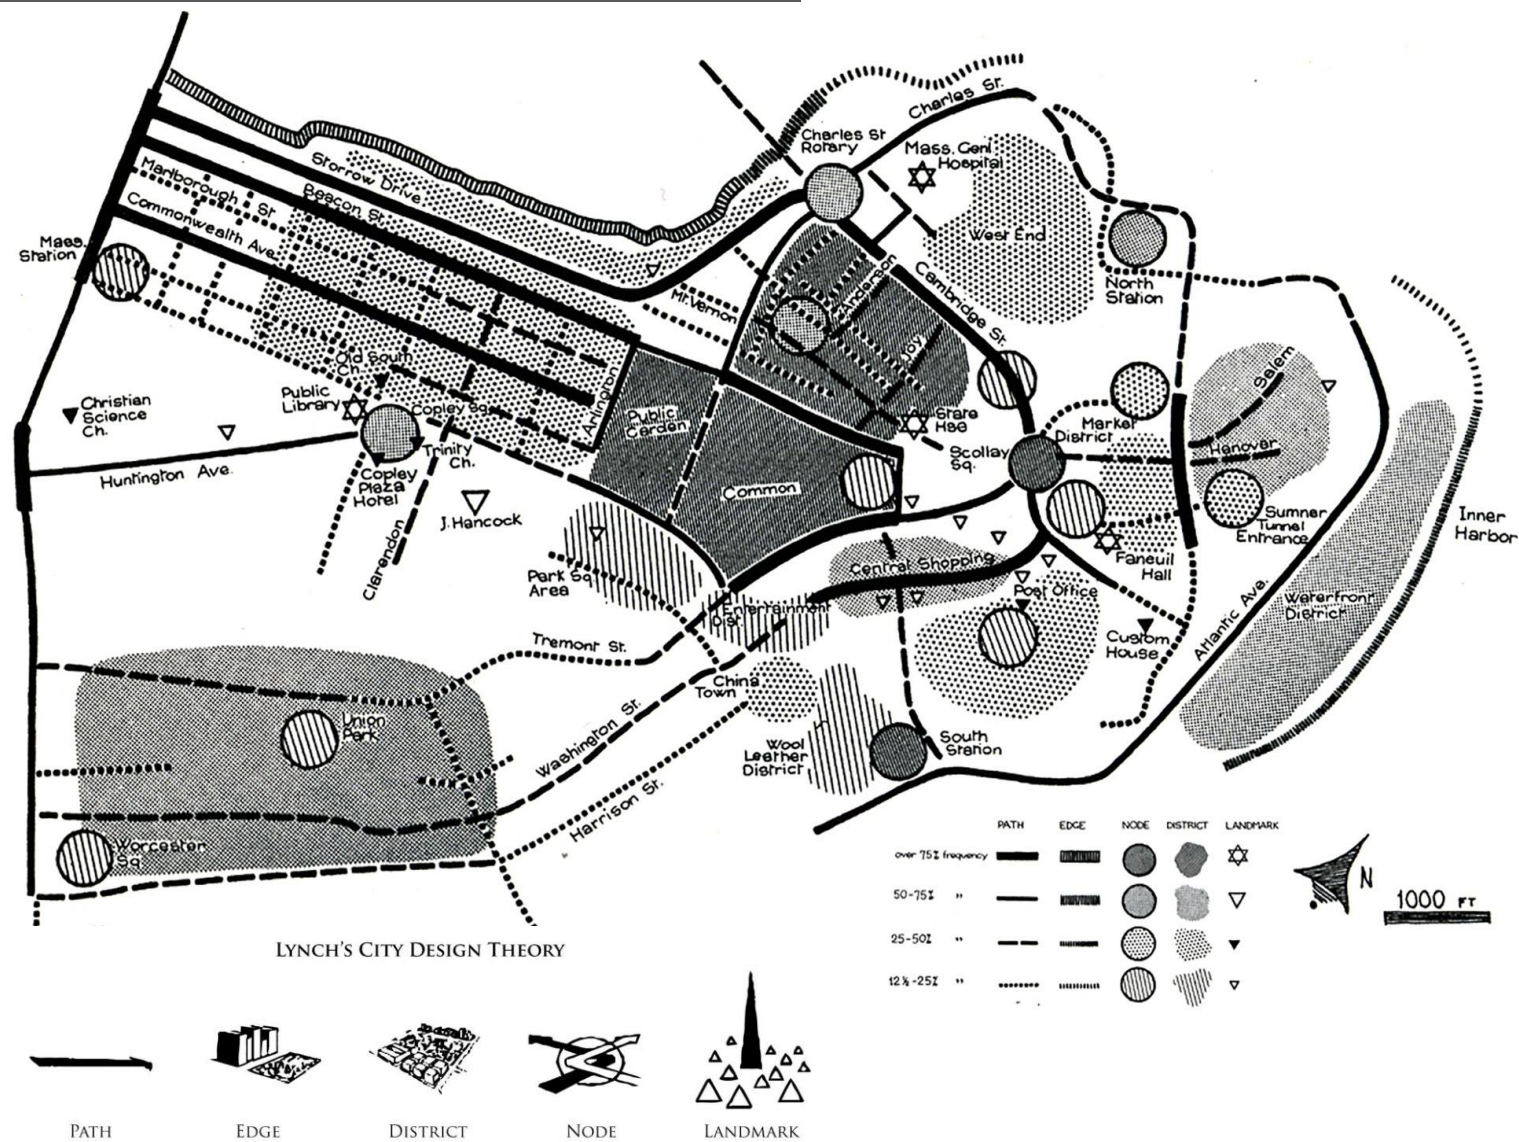 Charles St.
Charles St
Rotary
Mass. Genl
Hospital
Storrow Drive
Beacon St.
Marlborough St
Commonwealth Ave.
Mass.
Station
West End
North
Station
Mt. Vernon
Anderson
Cambridge St.
Joy
Salem
Old South
Ch.
Public
Library
Copley Sq.
Arlington
Public
Garden
State
Hse
Market
District
Hanover
Christian
Science
Ch.
Trinity
Ch.
Scollay
Sq.
Huntington Ave.
Copley
Plaza
Hotel
Common
Sumner
Tunnel
Entrance
Inner
Harbor
J. Hancock
Faneuil
Hall
Clarendon
Park Sq.
Area
Central Shopping
Post Office
Waterfront
District
Entertainment
Dist.
Atlantic Ave.
Custom
House
Tremont St.
China
Town
Union
Park
Washington St.
Wool
Leather
District
South
Station
Harrison St.
Worcester
Sq.
PATH EDGE NODE DISTRICT LANDMARK
over 75% frequency
50-75% "
25-50% "
12½-25% "
N
1000 FT
LYNCH'S CITY DESIGN THEORY
PATH EDGE DISTRICT NODE LANDMARK